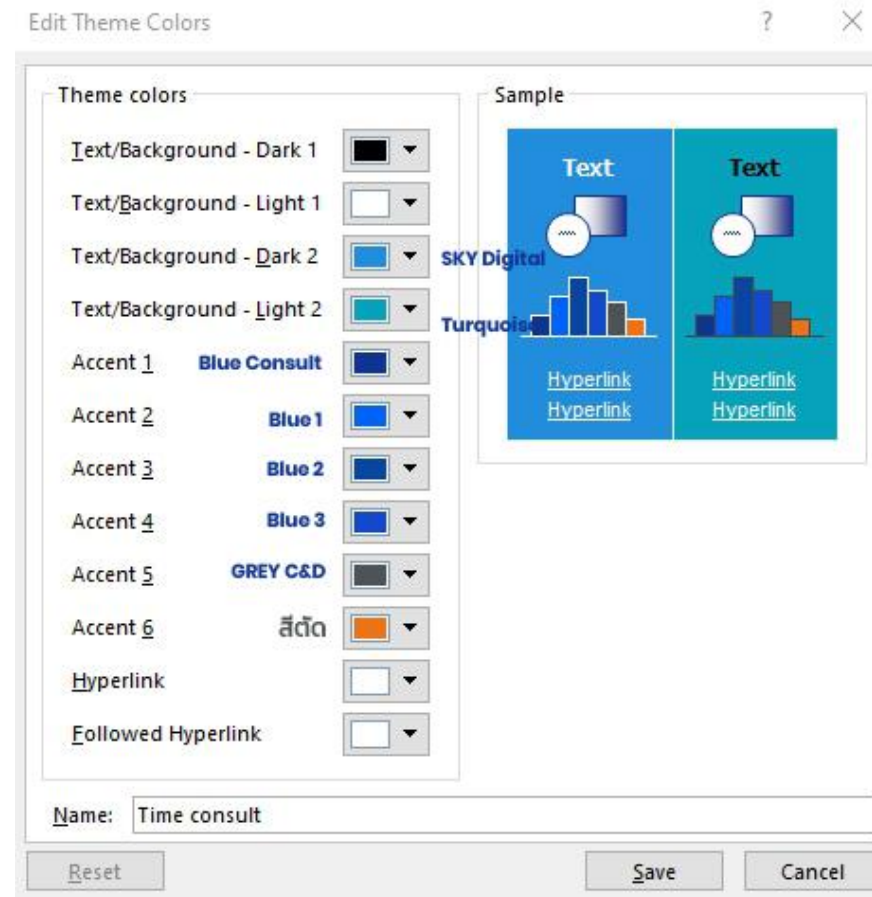 Edit Theme Colors
?
Theme colors
Sample
Text/Background - Dark 1
Text/Background - Light 1
Text/Background - Dark 2
SKY Digital
Text/Background - Light 2
Turquoise
Accent 1 Blue Consult
Accent 2 Blue 1
Accent 3 Blue 2
Accent 4 Blue 3
Accent 5 GREY C&D
Accent 6 สีตัด
Hyperlink
Followed Hyperlink
Text Text
Hyperlink Hyperlink
Hyperlink Hyperlink
Name: Time consult
Reset Save Cancel